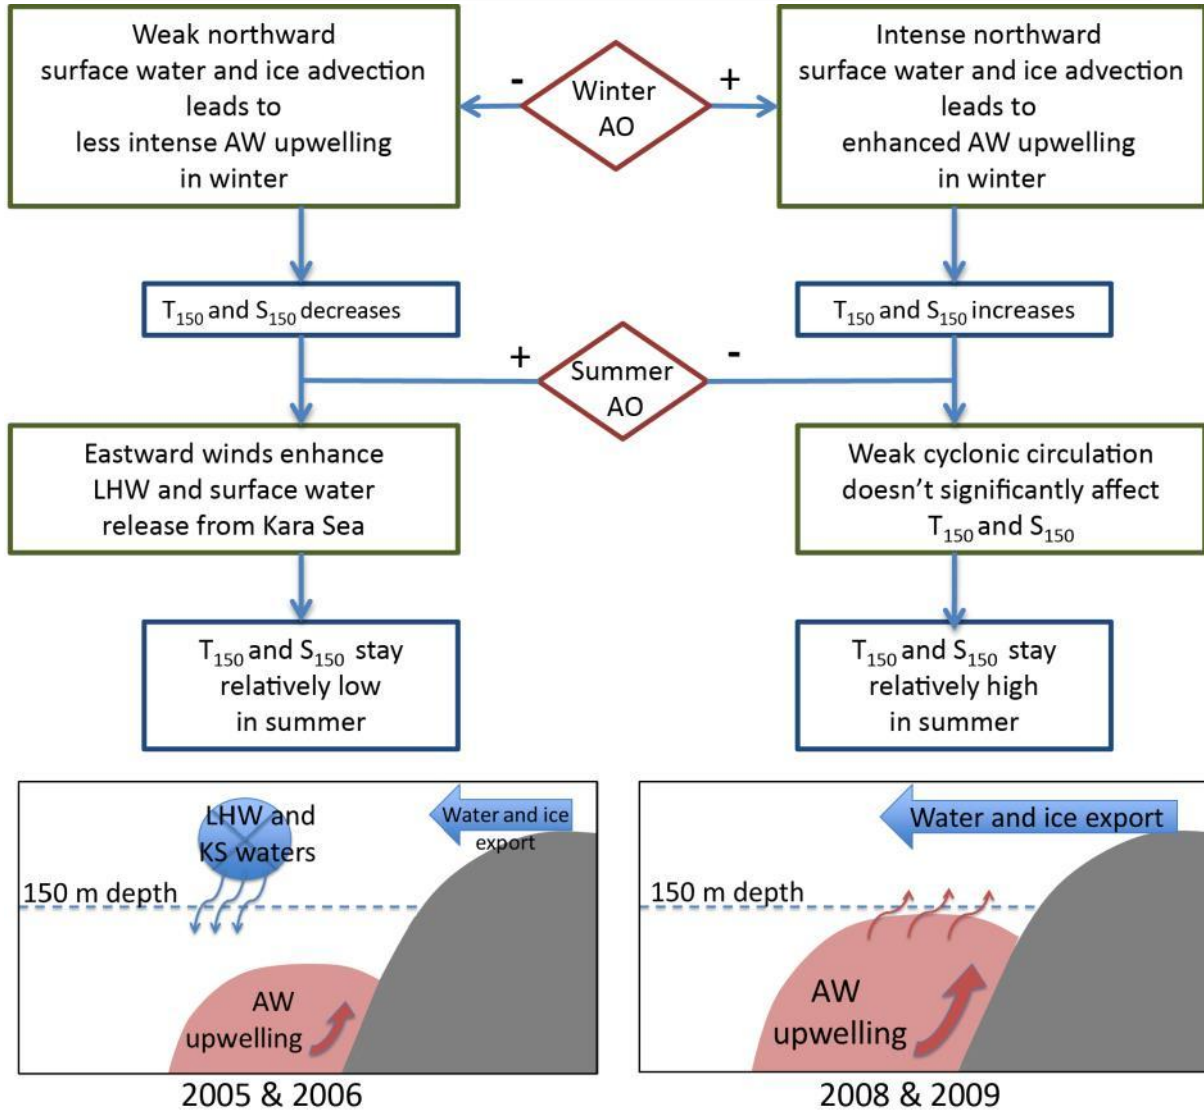 Weak northward
surface water and ice advection
leads to
less intense AW upwelling
in winter
-
Winter
AO
+
Intense northward
surface water and ice advection
leads to
enhanced AW upwelling
in winter
T150 and S150 decreases
T150 and S150 increases
+
Summer
AO
-
Eastward winds enhance
LHW and surface water
release from Kara Sea
Weak cyclonic circulation
doesn't significantly affect
T150 and S150
T150 and S150 stay
relatively low
in summer
T150 and S150 stay
relatively high
in summer
LHW and
KS waters
Water and ice
export
150 m depth
AW
upwelling
2005 & 2006
Water and ice export
150 m depth
AW
upwelling
2008 & 2009